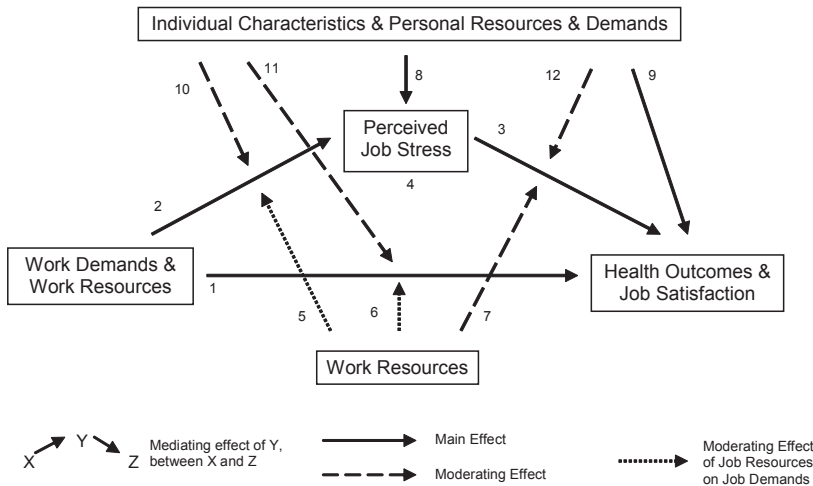 Individual Characteristics & Personal Resources & Demands
10
11
8
12
9
Perceived
Job Stress
3
4
2
Work Demands &
Work Resources
1
Health Outcomes &
Job Satisfaction
5
6
7
Work Resources
X
Y
Z
Mediating effect of Y,
between X and Z
Main Effect
Moderating Effect
Moderating Effect
of Job Resources
on Job Demands